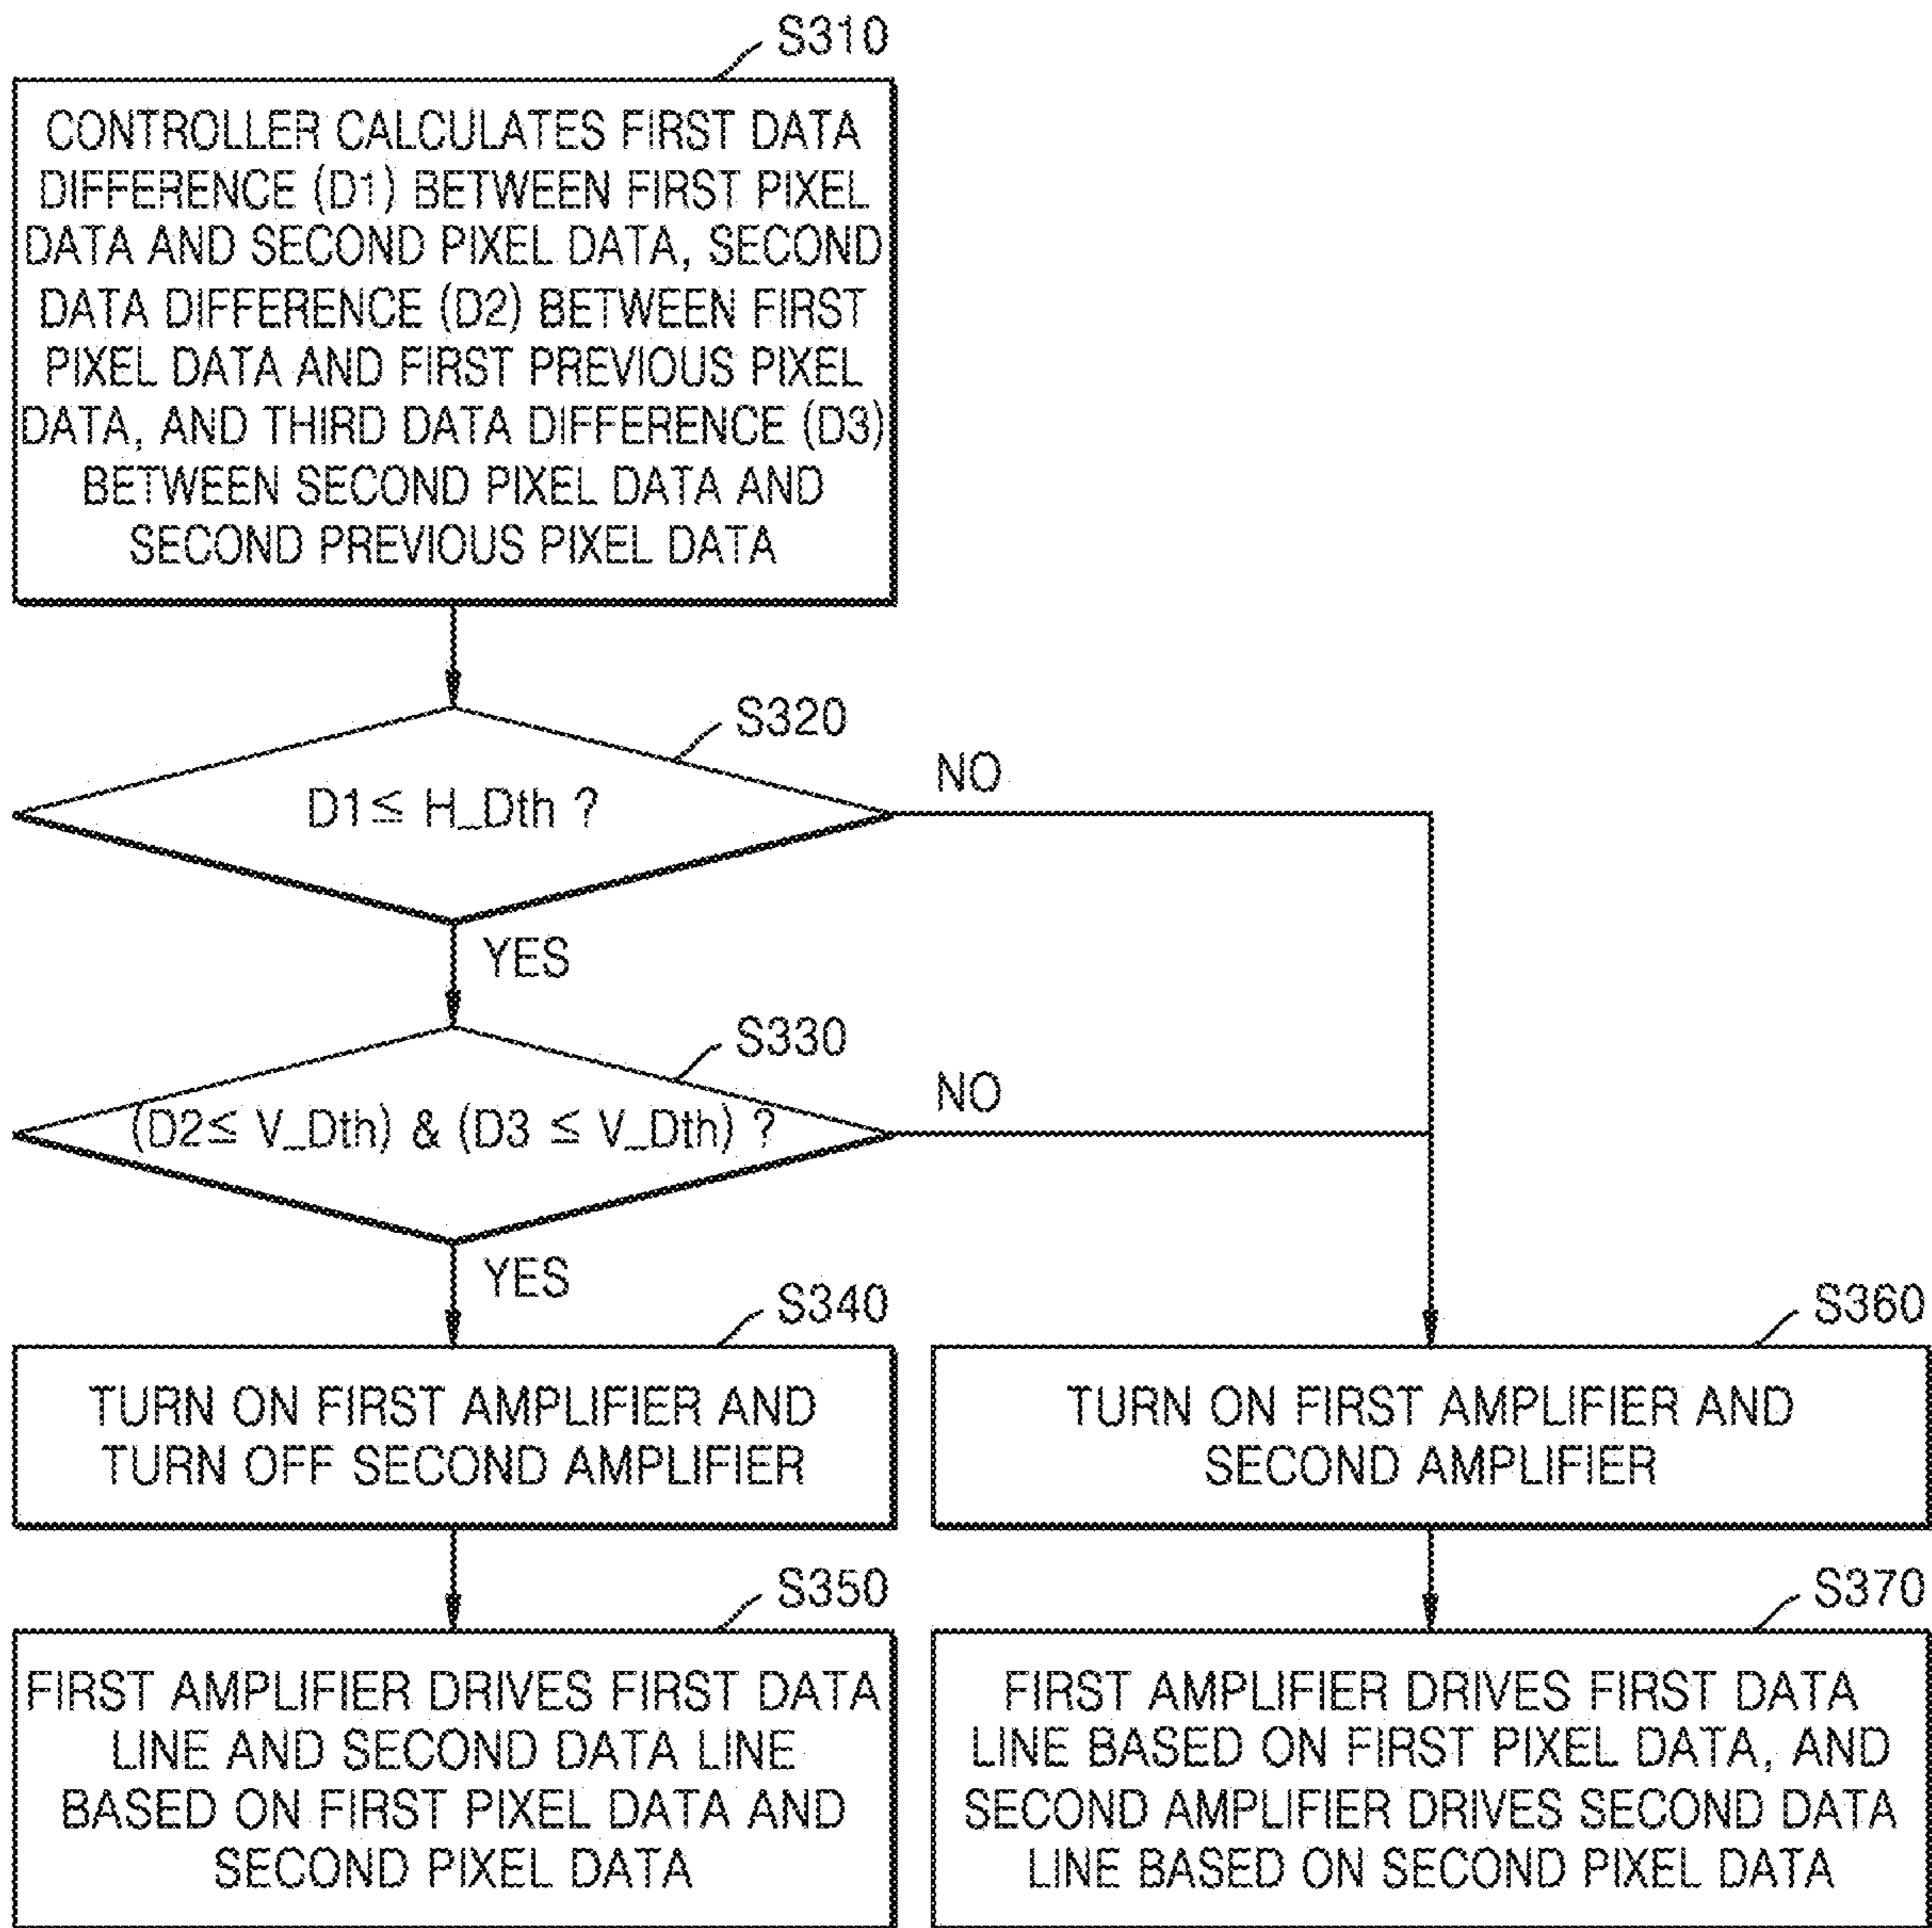 S310
CONTROLLER CALCULATES FIRST DATA
DIFFERENCE (D1) BETWEEN FIRST PIXEL
DATA AND SECOND PIXEL DATA, SECOND
DATA DIFFERENCE (D2) BETWEEN FIRST
PIXEL DATA AND FIRST PREVIOUS PIXEL
DATA, AND THIRD DATA DIFFERENCE (D3)
BETWEEN SECOND PIXEL DATA AND
SECOND PREVIOUS PIXEL DATA
S320
D1≦ H_Dth ?
NO
YES
S330
(D2≦ V_Dth) & (D3 ≦ V_Dth) ?
NO
YES
S340
TURN ON FIRST AMPLIFIER AND
TURN OFF SECOND AMPLIFIER
S360
TURN ON FIRST AMPLIFIER AND
SECOND AMPLIFIER
S350
FIRST AMPLIFIER DRIVES FIRST DATA
LINE AND SECOND DATA LINE
BASED ON FIRST PIXEL DATA AND
SECOND PIXEL DATA
S370
FIRST AMPLIFIER DRIVES FIRST DATA
LINE BASED ON FIRST PIXEL DATA, AND
SECOND AMPLIFIER DRIVES SECOND DATA
LINE BASED ON SECOND PIXEL DATA